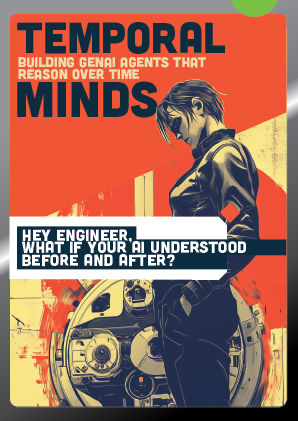 TEMPORAL
BUILDING GENAI AGENTS THAT
REASON OVER TIME
MINDS
HEY ENGINEER,
WHAT IF YOUR AI UNDERSTOOD
BEFORE AND AFTER?